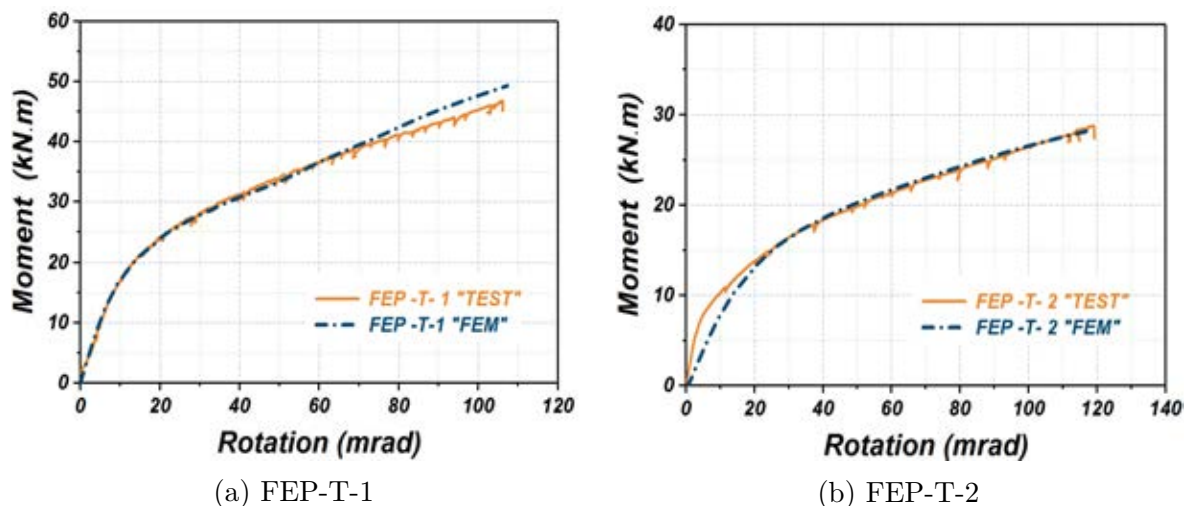 60
50
40
30
20
10
0
Moment (kN.m)
FEP -T- 1 "TEST"
FEP -T-1 "FEM"
0 20 40 60 80 100 120
Rotation (mrad)
(a) FEP-T-1
40
30
20
10
0
Moment (kN.m)
FEP -T- 2 "TEST"
FEP -T- 2 "FEM"
0 20 40 60 80 100 120 140
Rotation (mrad)
(b) FEP-T-2